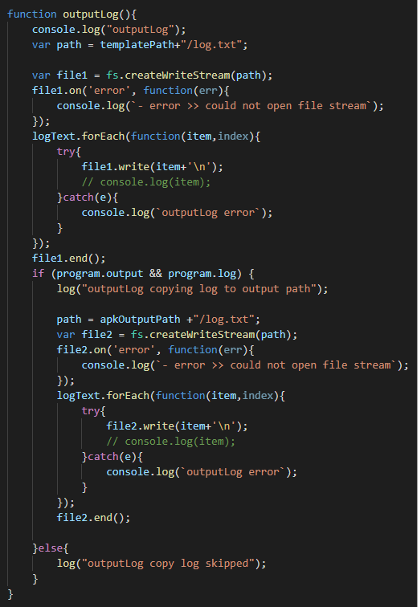 function outputLog(){
    console.log("outputLog");
    var path = templatePath+"/log.txt";

    var file1 = fs.createWriteStream(path);
    file1.on('error', function(err){
        console.log(`- error >> could not open file stream`);
    });
    logText.forEach(function(item,index){
        try{
            file1.write(item+'\n');
            // console.log(item);
        }catch(e){
            console.log(`outputLog error`);
        }
    });
    file1.end();
    if (program.output && program.log) {
        log("outputLog copying log to output path");

        path = apkOutputPath +"/log.txt";
        var file2 = fs.createWriteStream(path);
        file2.on('error', function(err){
            console.log(`- error >> could not open file stream`);
        });
        logText.forEach(function(item,index){
            try{
                file2.write(item+'\n');
                // console.log(item);
            }catch(e){
                console.log(`outputLog error`);
            }
        });
        file2.end();

    }else{
        log("outputLog copy log skipped");
    }
}